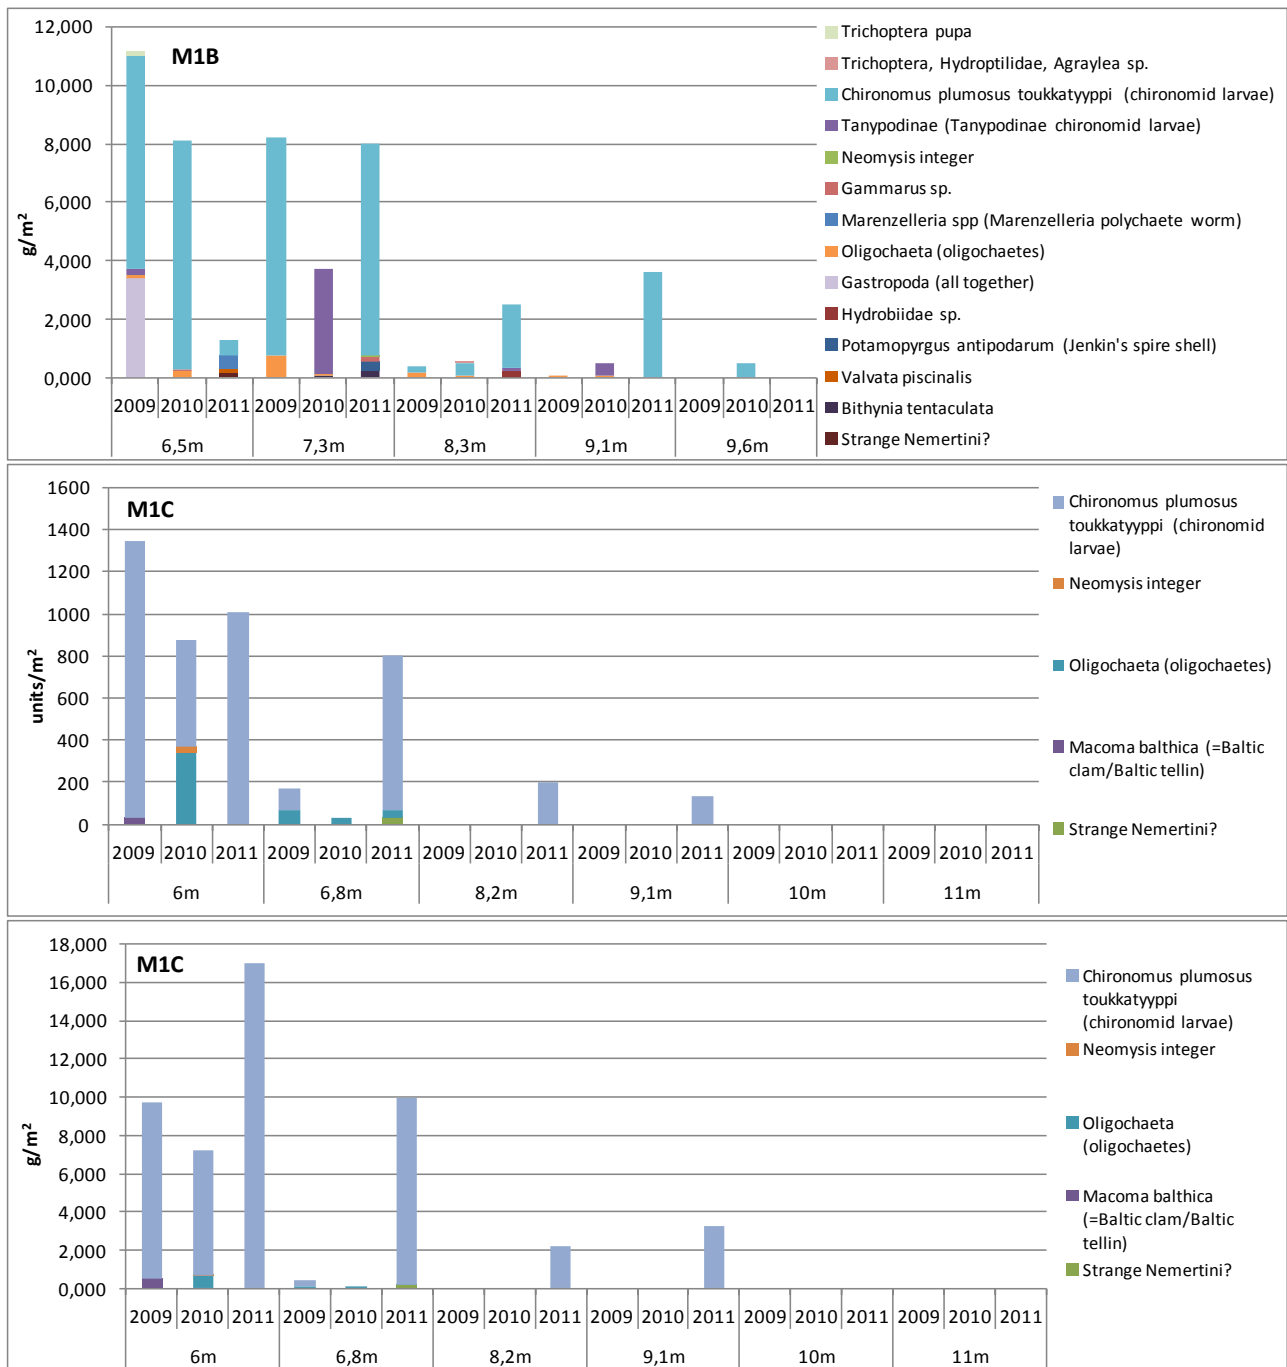 M1B
g/m²
12,000
10,000
8,000
6,000
4,000
2,000
0,000
2009 2010 2011 2009 2010 2011 2009 2010 2011 2009 2010 2011 2009 2010 2011
6,5m 7,3m 8,3m 9,1m 9,6m
Trichoptera pupa
Trichoptera, Hydroptilidae, Agraylea sp.
Chironomus plumosus toukkatyyppi (chironomid larvae)
Tanypodinae (Tanypodinae chironomid larvae)
Neomysis integer
Gammarus sp.
Marenzelleria spp (Marenzelleria polychaete worm)
Oligochaeta (oligochaetes)
Gastropoda (all together)
Hydrobiidae sp.
Potamopyrgus antipodarum (Jenkin's spire shell)
Valvata piscinalis
Bithynia tentaculata
Strange Nemertini?
M1C
units/m²
1600
1400
1200
1000
800
600
400
200
0
2009 2010 2011 2009 2010 2011 2009 2010 2011 2009 2010 2011 2009 2010 2011 2009 2010 2011
6m 6,8m 8,2m 9,1m 10m 11m
Chironomus plumosus
toukkatyyppi (chironomid
larvae)
Neomysis integer
Oligochaeta (oligochaetes)
Macoma balthica (=Baltic
clam/Baltic tellin)
Strange Nemertini?
M1C
g/m²
18,000
16,000
14,000
12,000
10,000
8,000
6,000
4,000
2,000
0,000
2009 2010 2011 2009 2010 2011 2009 2010 2011 2009 2010 2011 2009 2010 2011 2009 2010 2011
6m 6,8m 8,2m 9,1m 10m 11m
Chironomus plumosus
toukkatyyppi
(chironomid larvae)
Neomysis integer
Oligochaeta
(oligochaetes)
Macoma balthica
(=Baltic clam/Baltic
tellin)
Strange Nemertini?